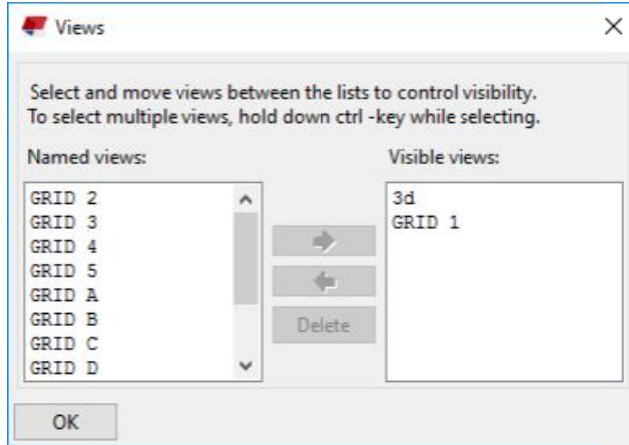 Views
Select and move views between the lists to control visibility.
To select multiple views, hold down ctrl -key while selecting.
Named views:
GRID 2
GRID 3
GRID 4
GRID 5
GRID A
GRID B
GRID C
GRID D
Visible views:
3d
GRID 1
Delete
OK